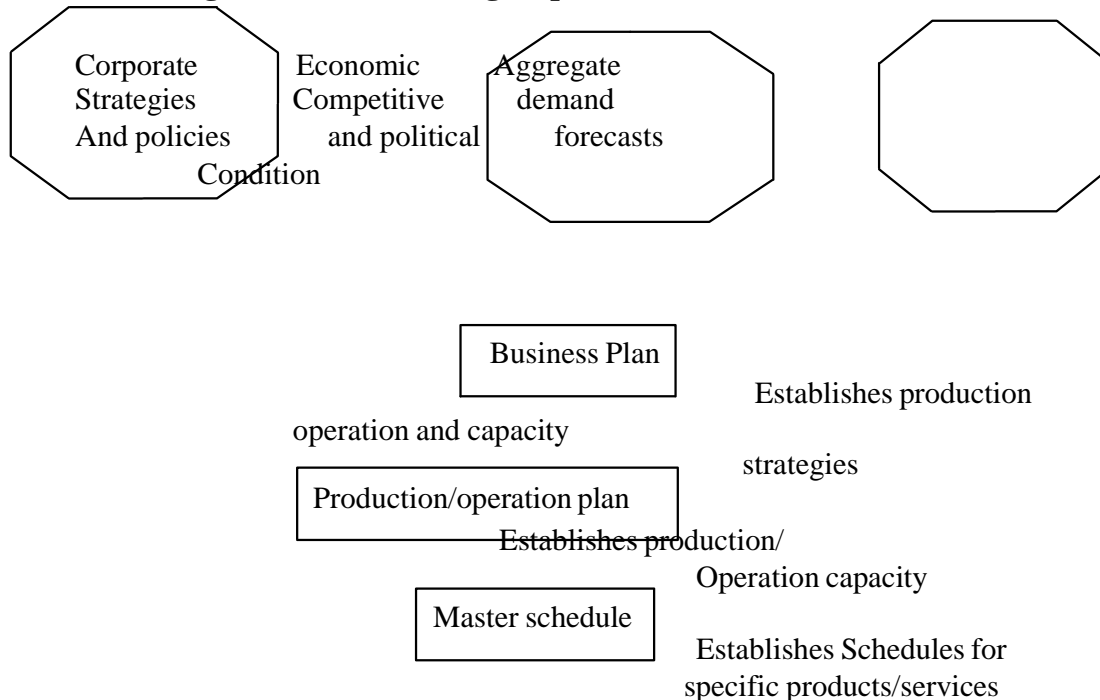 Corporate Economic Aggregate
Strategies Competitive demand
And policies and political forecasts
Condition
Business Plan
Establishes production
operation and capacity
strategies
Production/operation plan
Establishes production/
Operation capacity
Master schedule
Establishes Schedules for
specific products/services